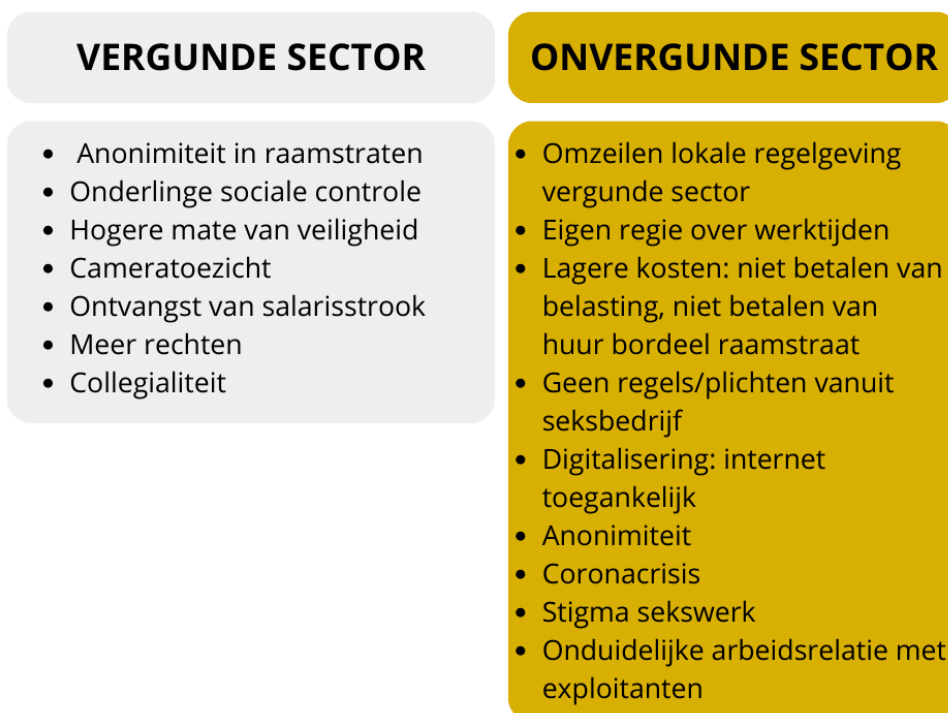 VERGUNDE SECTOR
• Anonimiteit in raamstraten
• Onderlinge sociale controle
• Hogere mate van veiligheid
• Cameratoezicht
• Ontvangst van salarisstrook
• Meer rechten
• Collegialiteit
ONVERGUNDE SECTOR
• Omzeilen lokale regelgeving
vergunde sector
• Eigen regie over werktijden
• Lagere kosten: niet betalen van
belasting, niet betalen van
huur bordeel raamstraat
• Geen regels/plichten vanuit
seksbedrijf
• Digitalisering: internet
toegankelijk
• Anonimiteit
• Coronacrisis
• Stigma sekswerk
• Onduidelijke arbeidsrelatie met
exploitanten